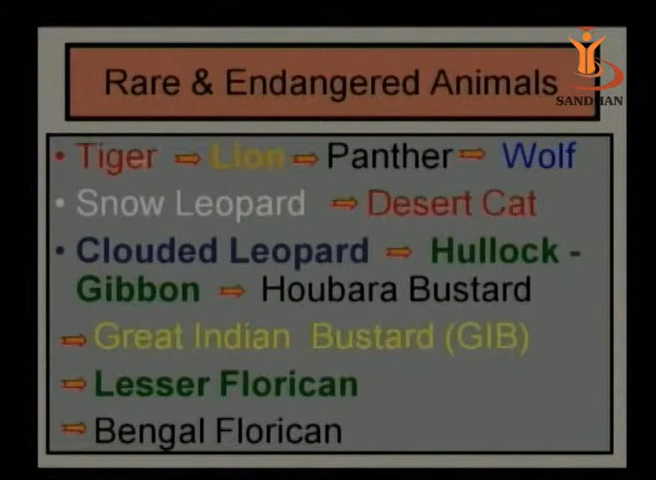 Rare & Endangered Animals
SANDHAN
• Tiger ⇨ Lion ⇨ Panther ⇨ Wolf
• Snow Leopard ⇨ Desert Cat
• Clouded Leopard ⇨ Hullock -
Gibbon ⇨ Houbara Bustard
⇨ Great Indian Bustard (GIB)
⇨ Lesser Florican
⇨ Bengal Florican